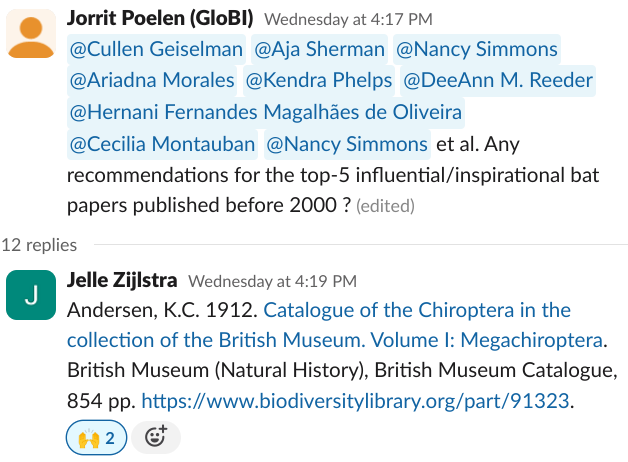 Jorrit Poelen (GloBI) Wednesday at 4:17 PM
@Cullen Geiselman @Aja Sherman @Nancy Simmons
@Ariadna Morales @Kendra Phelps @DeeAnn M. Reeder
@Hernani Fernandes Magalhães de Oliveira
@Cecilia Montauban @Nancy Simmons et al. Any
recommendations for the top-5 influential/inspirational bat
papers published before 2000 ? (edited)
12 replies
J
Jelle Zijlstra Wednesday at 4:19 PM
Andersen, K.C. 1912. Catalogue of the Chiroptera in the
collection of the British Museum. Volume I: Megachiroptera.
British Museum (Natural History), British Museum Catalogue,
854 pp. https://www.biodiversitylibrary.org/part/91323.
🙌 2